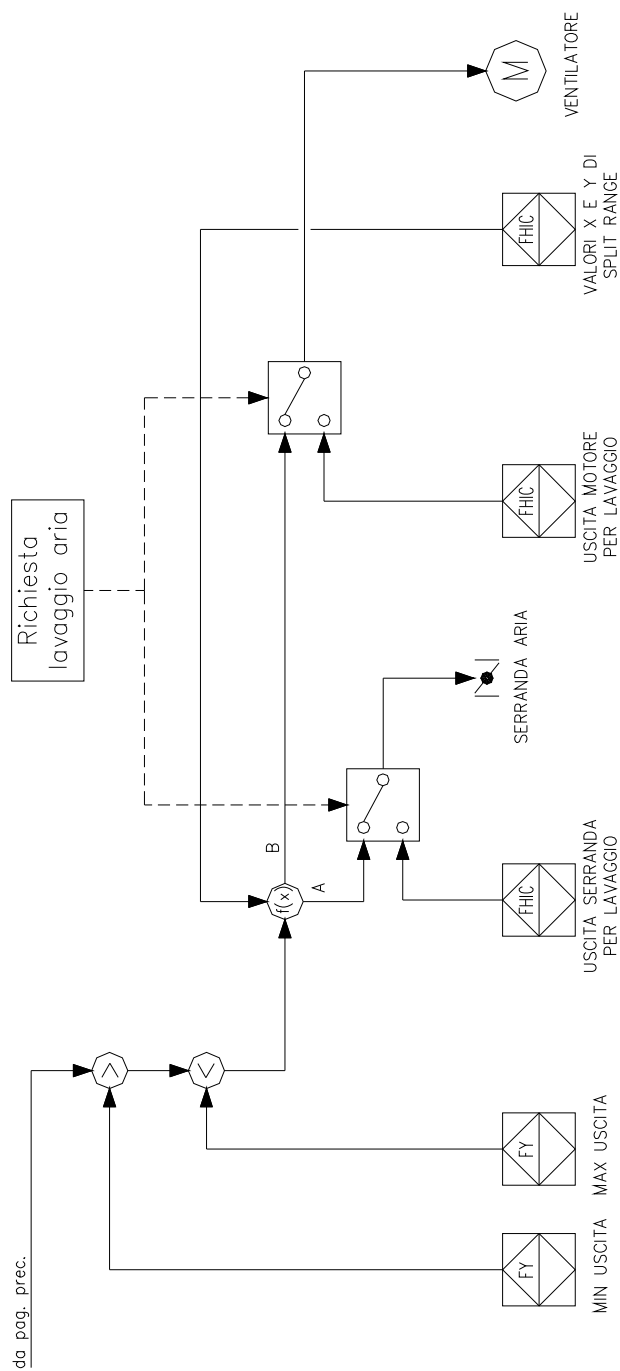 da pag. prec.
>
<
f(x)
A
B
Richiesta
lavaggio aria
M
VENTILATORE
SERRANDA ARIA
FY
MIN USCITA
FY
MAX USCITA
FHIC
USCITA SERRANDA
PER LAVAGGIO
FHIC
USCITA MOTORE
PER LAVAGGIO
FHIC
VALORI X E Y DI
SPLIT RANGE